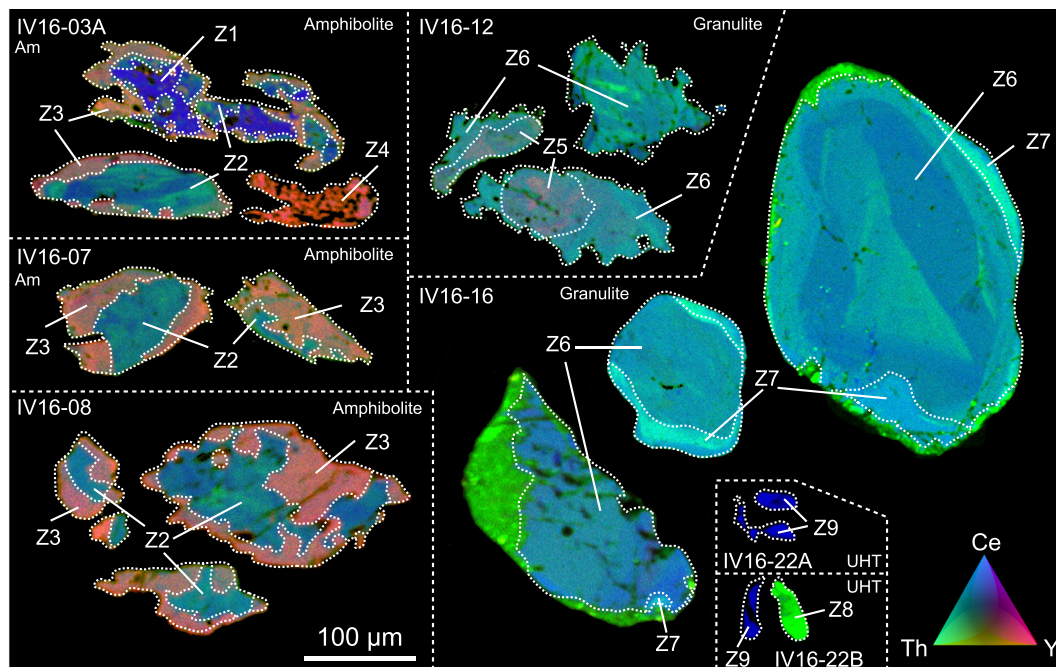 IV16-03A
Amphibolite
Am
Z1
Z3
Z2
Z2
Z4
IV16-12
Granulite
Z6
Z5
Z6
Z6
Z7
IV16-07
Amphibolite
Am
Z3
Z3
Z2
IV16-16
Granulite
Z6
Z7
Z7
IV16-08
Amphibolite
Z3
Z3
Z2
100 µm
Z9
IV16-22A
UHT
UHT
Z8
Z9
IV16-22B
Ce
Th
Y